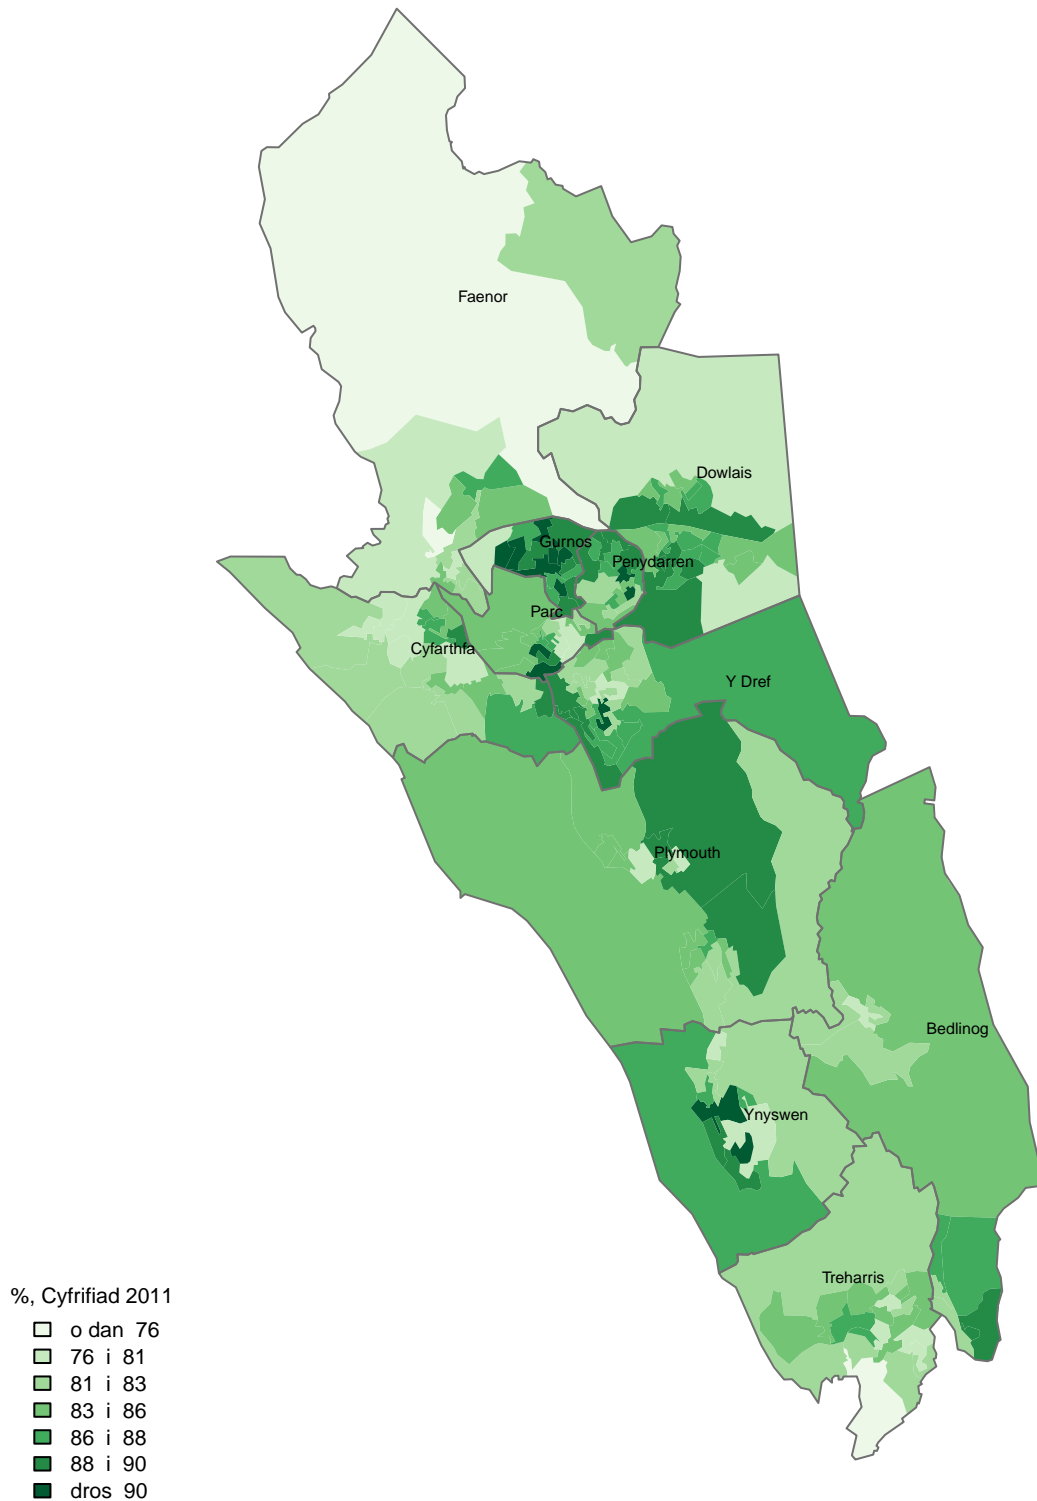 Faenor
Dowlais
Gurnos
Penydarren
Parc
Cyfarthfa
Y Dref
Plymouth
Bedlinog
Ynyswen
Treharris
%, Cyfrifiad 2011
o dan 76
76 i 81
81 i 83
83 i 86
86 i 88
88 i 90
dros 90